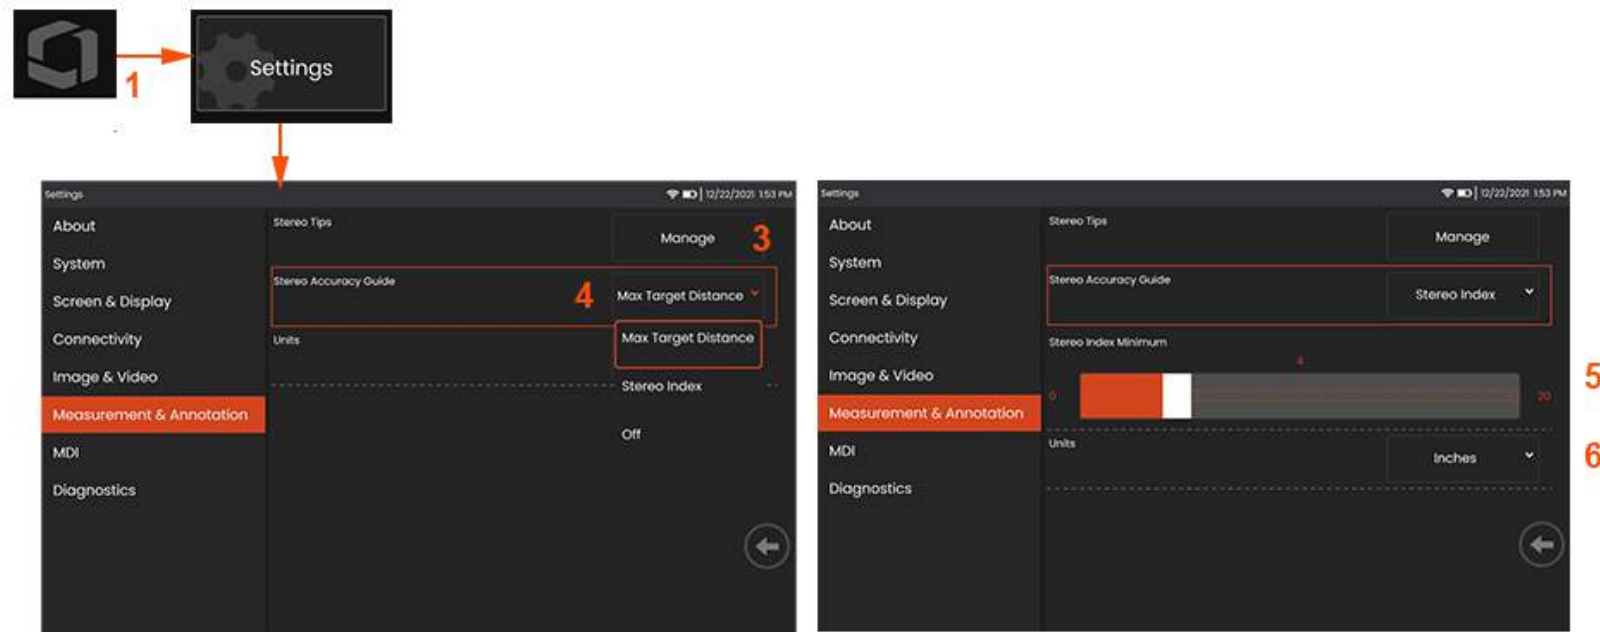 1
Settings
Settings
12/22/2021 1:53 PM
About
System
Screen & Display
Connectivity
Image & Video
Measurement & Annotation
MDI
Diagnostics
Stereo Tips
Manage
3
Stereo Accuracy Guide
4
Max Target Distance
Max Target Distance
Stereo Index
Off
Units
Settings
12/22/2021 1:53 PM
About
System
Screen & Display
Connectivity
Image & Video
Measurement & Annotation
MDI
Diagnostics
Stereo Tips
Manage
Stereo Accuracy Guide
Stereo Index
Stereo Index Minimum
4
0
20
5
Units
Inches
6